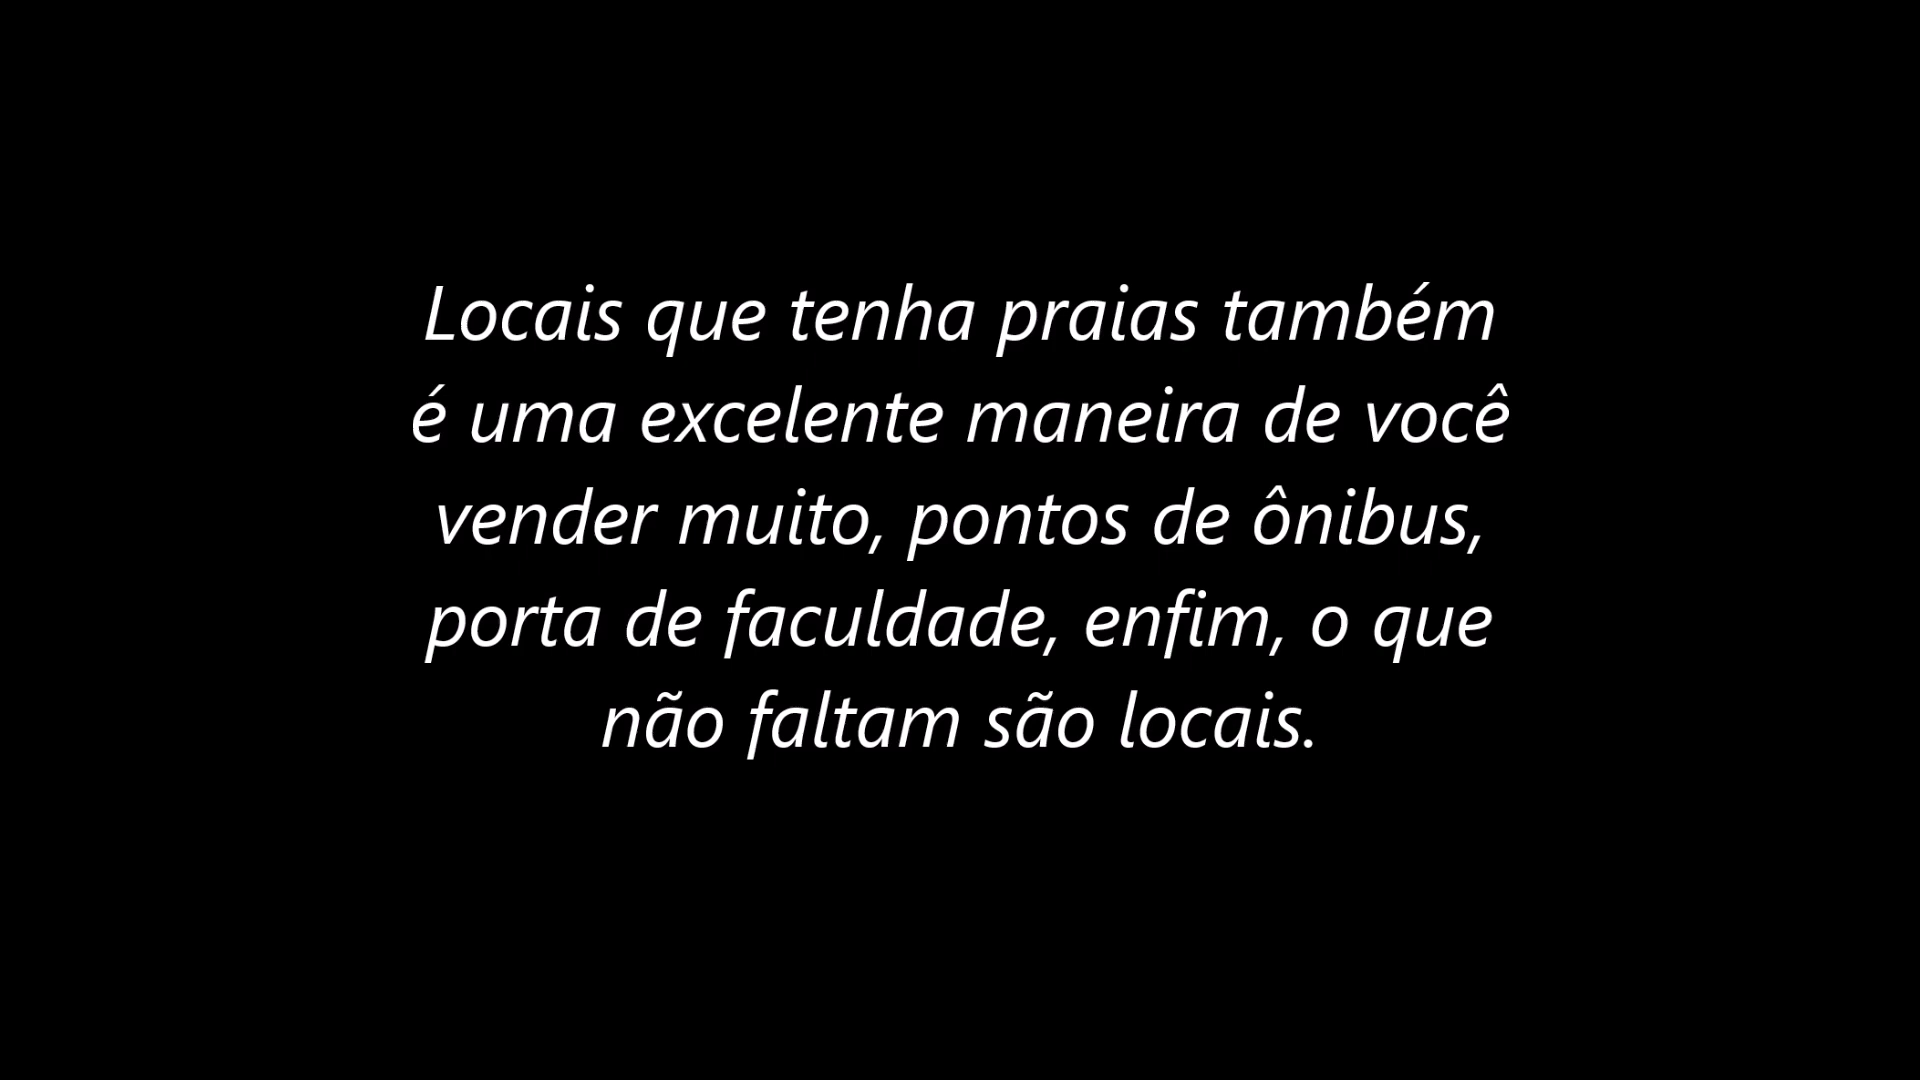 Locais que tenha praias também
é uma excelente maneira de você
vender muito, pontos de ônibus,
porta de faculdade, enfim, o que
não faltam são locais.